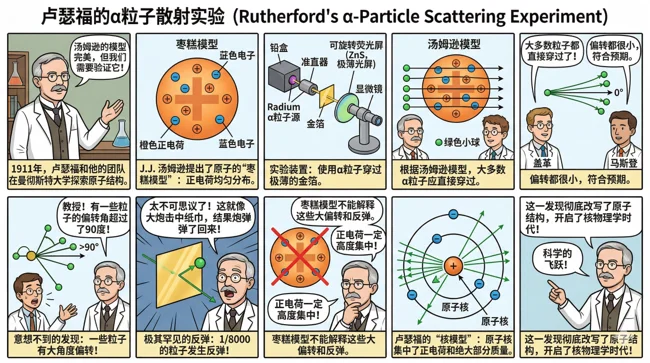 卢瑟福的α粒子散射实验 (Rutherford's α-Particle Scattering Experiment)
汤姆逊的模型
完美，但我们
需要验证它！
1911年，卢瑟福和他的团队
在曼彻斯特大学探索原子结构。
枣糕模型
蓝色电子
橙色正电荷
蓝色电子
J.J. 汤姆逊提出了原子的“枣
糕模型”：正电荷均匀分布。
铅盒
准直器
可旋转荧光屏
(ZnS,
极薄光屏)
显微镜
Radium
α粒子源
金箔
实验装置：使用α粒子穿过
极薄的金箔。
汤姆逊模型
绿色小球
根据汤姆逊模型，大多数
α粒子应直接穿过。
大多数粒子都
直接穿过了！
偏转都很小，
符合预期。
0°
盖革
马斯登
偏转都很小，符合预期。
教授！有一些粒
子的偏转角超过了
90度！
>90°
意想不到的发现：一些粒子
有大角度偏转！
太不可思议了！这就像
大炮击中纸巾，结果炮弹
弹了回来！
极其罕见的反弹：1/8000
的粒子发生反弹！
枣糕模型不能解释
这些大偏转和反弹。
正电荷一定
高度集中！
正电荷一定
高度集中！
枣糕模型不能解释这些大
偏转和反弹。
原子核
原子核
卢瑟福的“核模型”：原子核
集中了正电荷和绝大部分质量。
这一发现彻底改写了原子
结构，开启了核物理学
时代！
科学的
飞跃！
这一发现彻底改写了原子结
构，开启了核物理学时代！